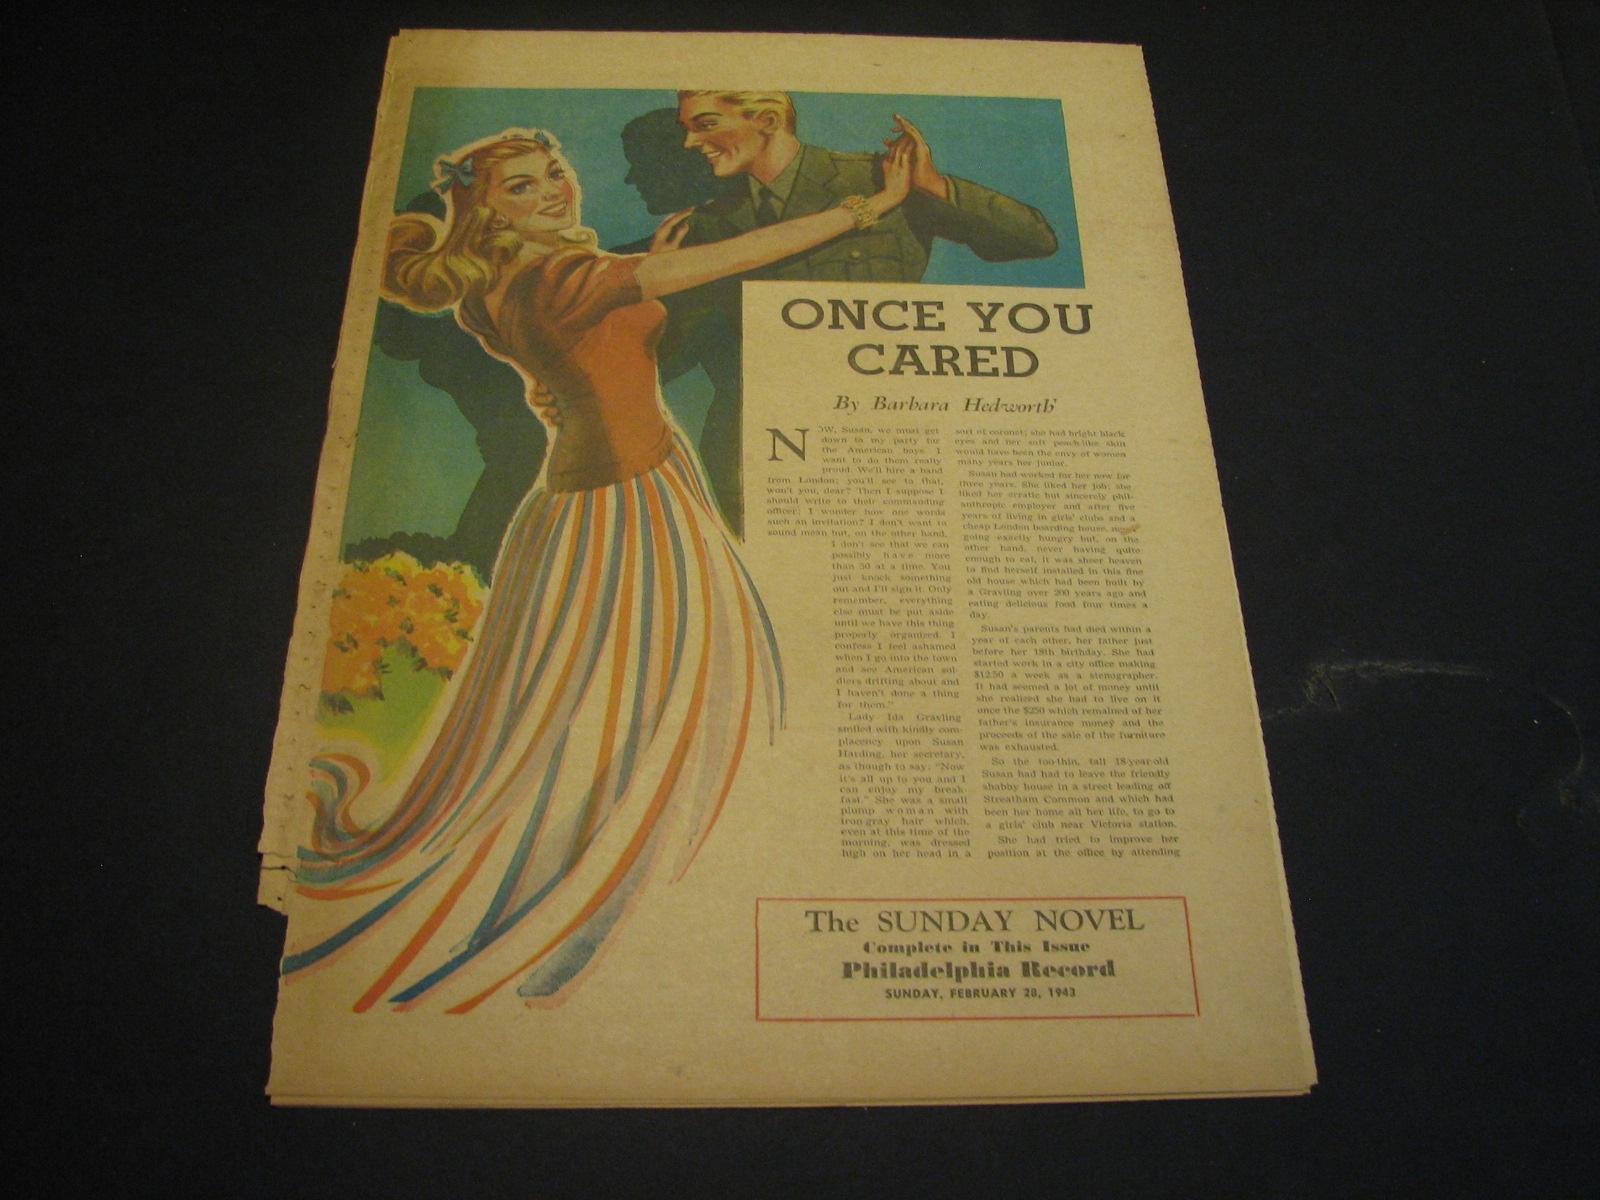 ONCE YOU
CARED
By Barbara Hedworth
NOW, Susan, we must get
down to my party for
the American boys. I
want to do them really
proud. We'll hire a band
from London; you'll see to that,
won't you, dear? Then I suppose I
should write to their commanding
officer; I wonder how one words
such an invitation? I don't want to
sound mean but, on the other hand,
I don't see that we can
possibly have more
than 50 at a time. You
just knock something
out and I'll sign it. Only
remember, everything
else must be put aside
until we have this thing
properly organized. I
confess I feel ashamed
when I go into the town
and see American sol-
diers drifting about and
I haven't done a thing
for them."
Lady Ida Gravling
smiled with kindly com-
placency upon Susan
Harding, her secretary,
as though to say: "Now
it's all up to you and I
can enjoy my break-
fast." She was a small
plump woman with
iron-gray hair which,
even at this time of the
morning, was dressed
high on her head in a
sort of coronet; she had bright black
eyes and her soft peach-like skin
would have been the envy of women
many years her junior.
Susan had worked for her now for
three years. She liked her job; she
liked her erratic but sincerely phil-
anthropic employer and after five
years of living in girls' clubs and a
cheap London boarding house, never
going exactly hungry but, on the
other hand, never having quite
enough to eat, it was sheer heaven
to find herself installed in this fine
old house which had been built by
a Gravling over 200 years ago and
eating delicious food four times a
day.
Susan's parents had died within a
year of each other, her father just
before her 18th birthday. She had
started work in a city office making
$12.50 a week as a stenographer.
It had seemed a lot of money until
she realized she had to live on it
once the $250 which remained of her
father's insurance money and the
proceeds of the sale of the furniture
was exhausted.
So the too-thin, tall 18-year-old
Susan had had to leave the friendly
shabby house in a street leading off
Streatham Common and which had
been her home all her life, to go to
a girls' club near Victoria station.
She had tried to improve her
position at the office by attending
The SUNDAY NOVEL
Complete in This Issue
Philadelphia Record
SUNDAY, FEBRUARY 28, 1943